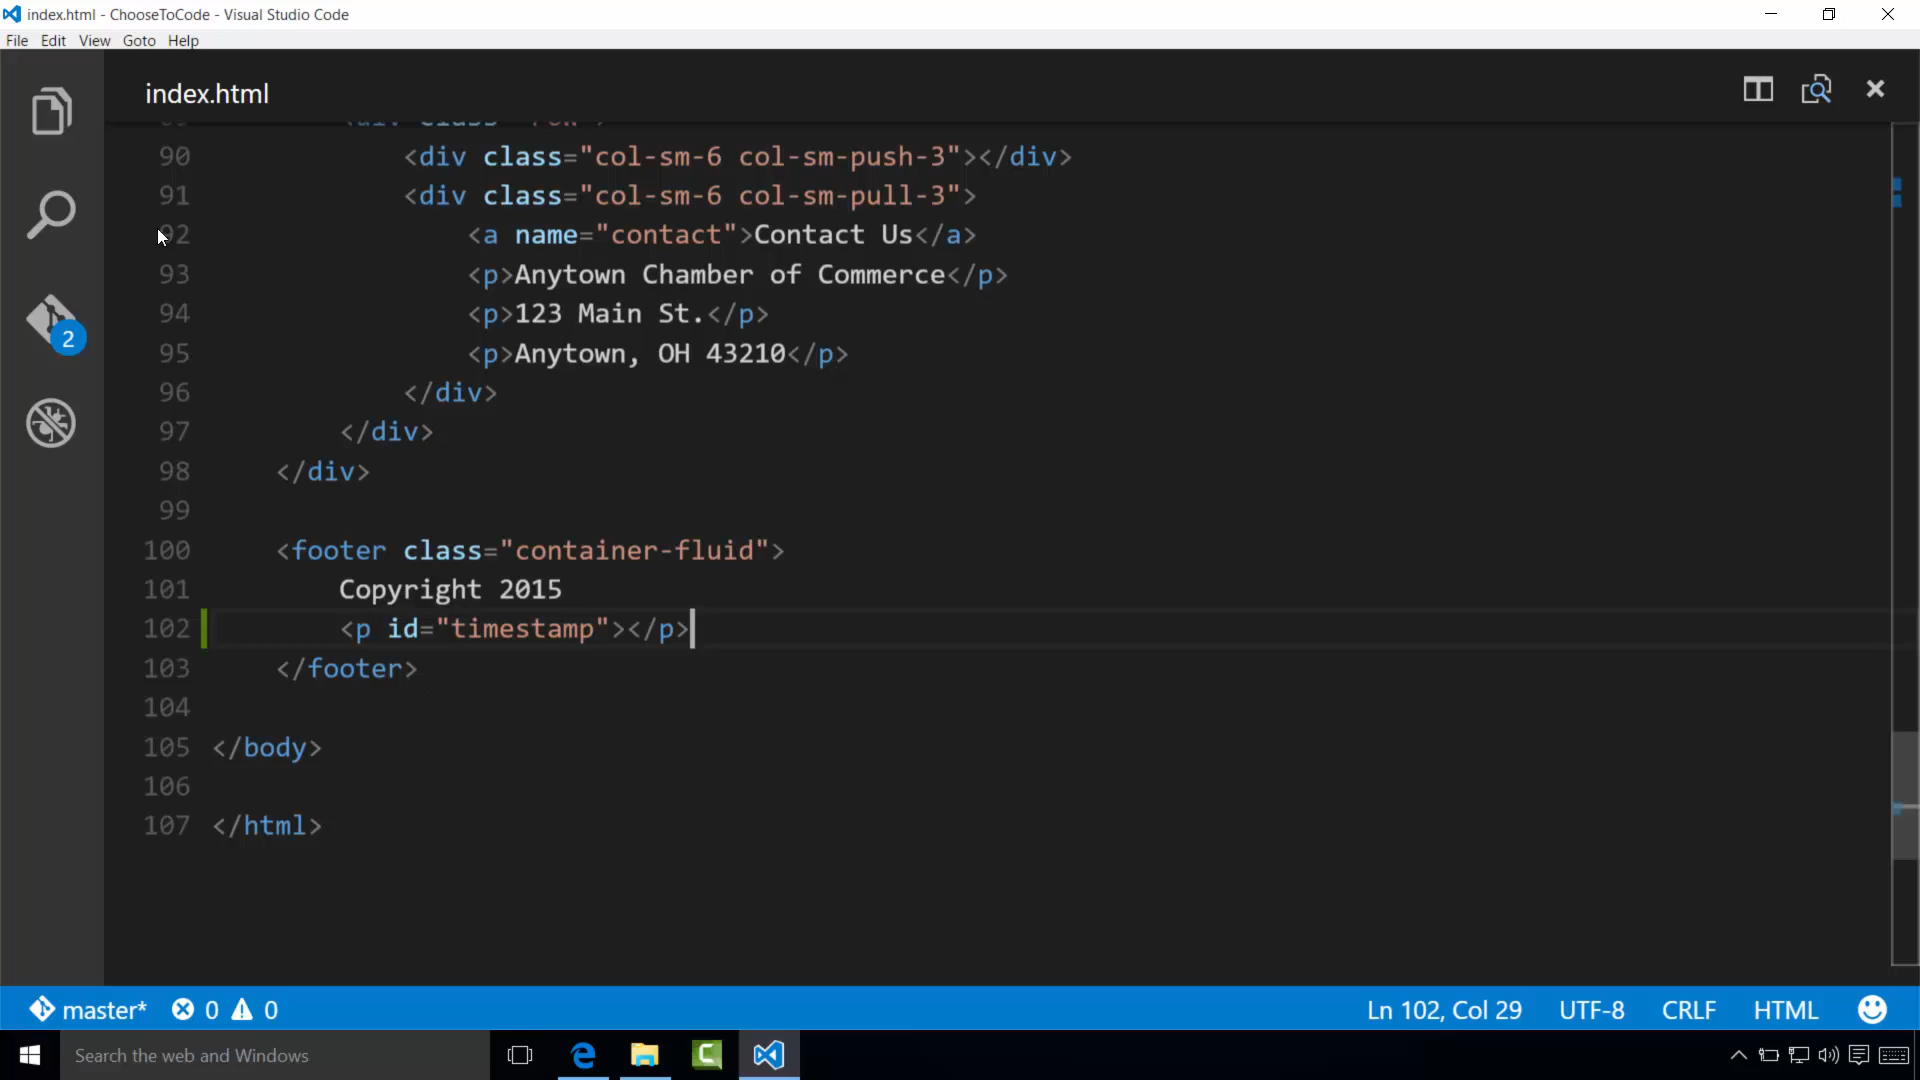 index.html - ChooseToCode - Visual Studio Code
File Edit View Goto Help
index.html
90 <div class="col-sm-6 col-sm-push-3"></div>
91 <div class="col-sm-6 col-sm-pull-3">
92 <a name="contact">Contact Us</a>
93 <p>Anytown Chamber of Commerce</p>
94 <p>123 Main St.</p>
95 <p>Anytown, OH 43210</p>
96 </div>
97 </div>
98 </div>
99
100 <footer class="container-fluid">
101 Copyright 2015
102 <p id="timestamp"></p>
103 </footer>
104
105 </body>
106
107 </html>
2
master* 0 0 Ln 102, Col 29 UTF-8 CRLF HTML
Search the web and Windows